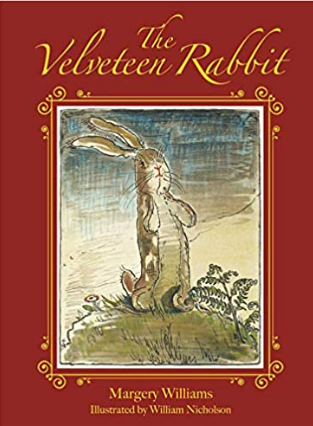 The
Velveteen Rabbit
Margery Williams
Illustrated by William Nicholson